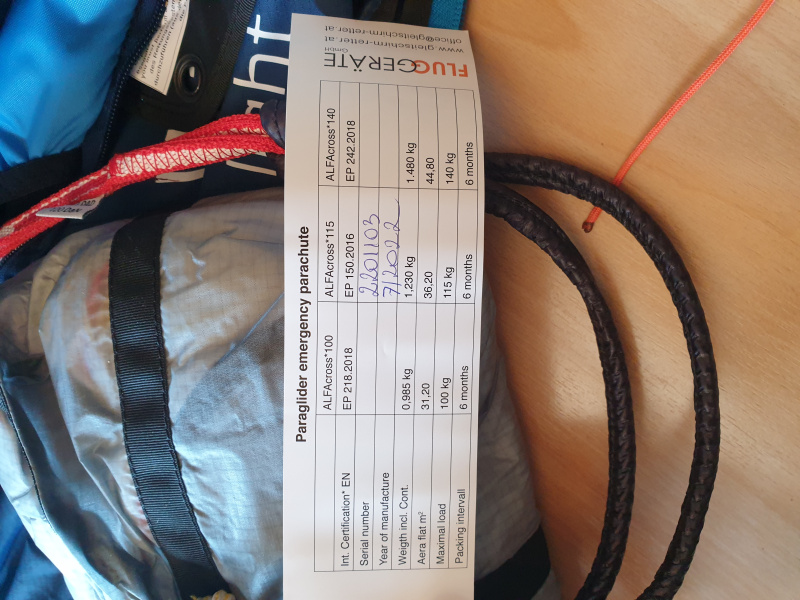 FLUGGERÄTE
GmbH
www.gleitschirm-retter.at
office@gleitschirm-retter.at
Paraglider emergency parachute
ALFAcross*100 ALFAcross*115 ALFAcross*140
Int. Certification* EN EP 218.2018 EP 150.2016 EP 242.2018
Serial number 2201103
Year of manufacture 7/2022
Weigth incl. Cont. 0,985 kg 1.230 kg 1.480 kg
Aera flat m² 31,20 36,20 44,80
Maximal load 100 kg 115 kg 140 kg
Packing intervall 6 months 6 months 6 months